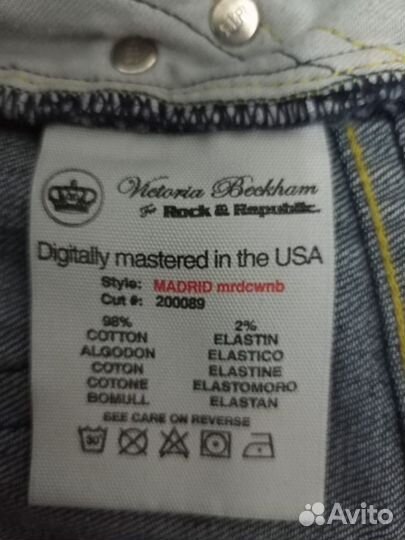 Victoria Beckham
for Rock & Republic.
Digitally mastered in the USA
Style: MADRID mrdcwnb
Cut #: 200089
98% 2%
COTTON ELASTIN
ALGODON ELASTICO
COTON ELASTINE
COTONE ELASTOMORO
BOMULL ELASTAN
SEE CARE ON REVERSE
30°
Avito